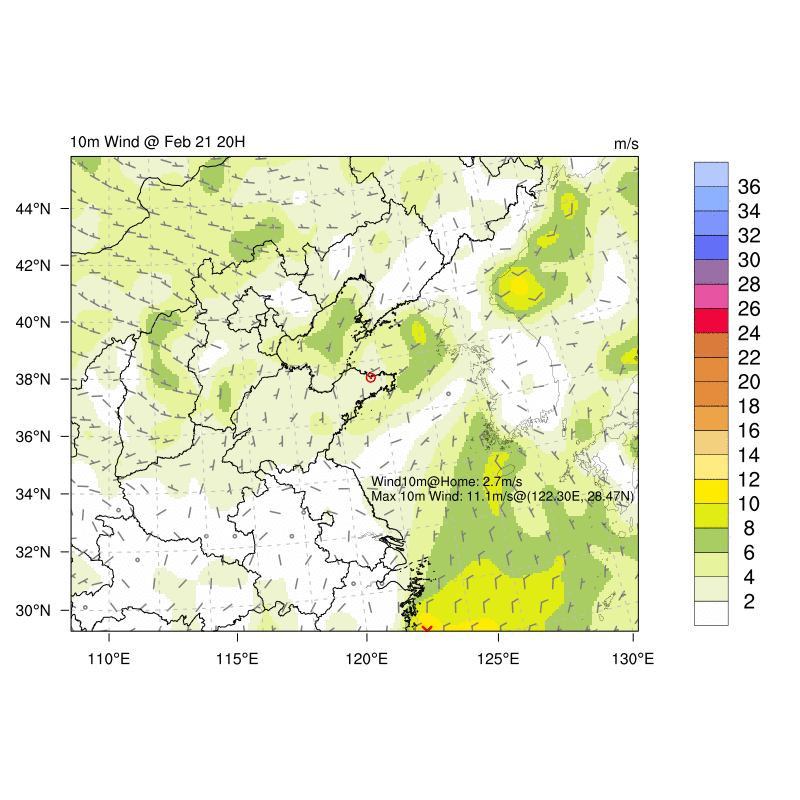 10m Wind @ Feb 21 20H
m/s
44°N
42°N
40°N
38°N
36°N
34°N
32°N
30°N
110°E
115°E
120°E
125°E
130°E
Wind10m@Home: 2.7m/s
Max 10m Wind: 11.1m/s@(122.30E, 28.47N)
36
34
32
30
28
26
24
22
20
18
16
14
12
10
8
6
4
2